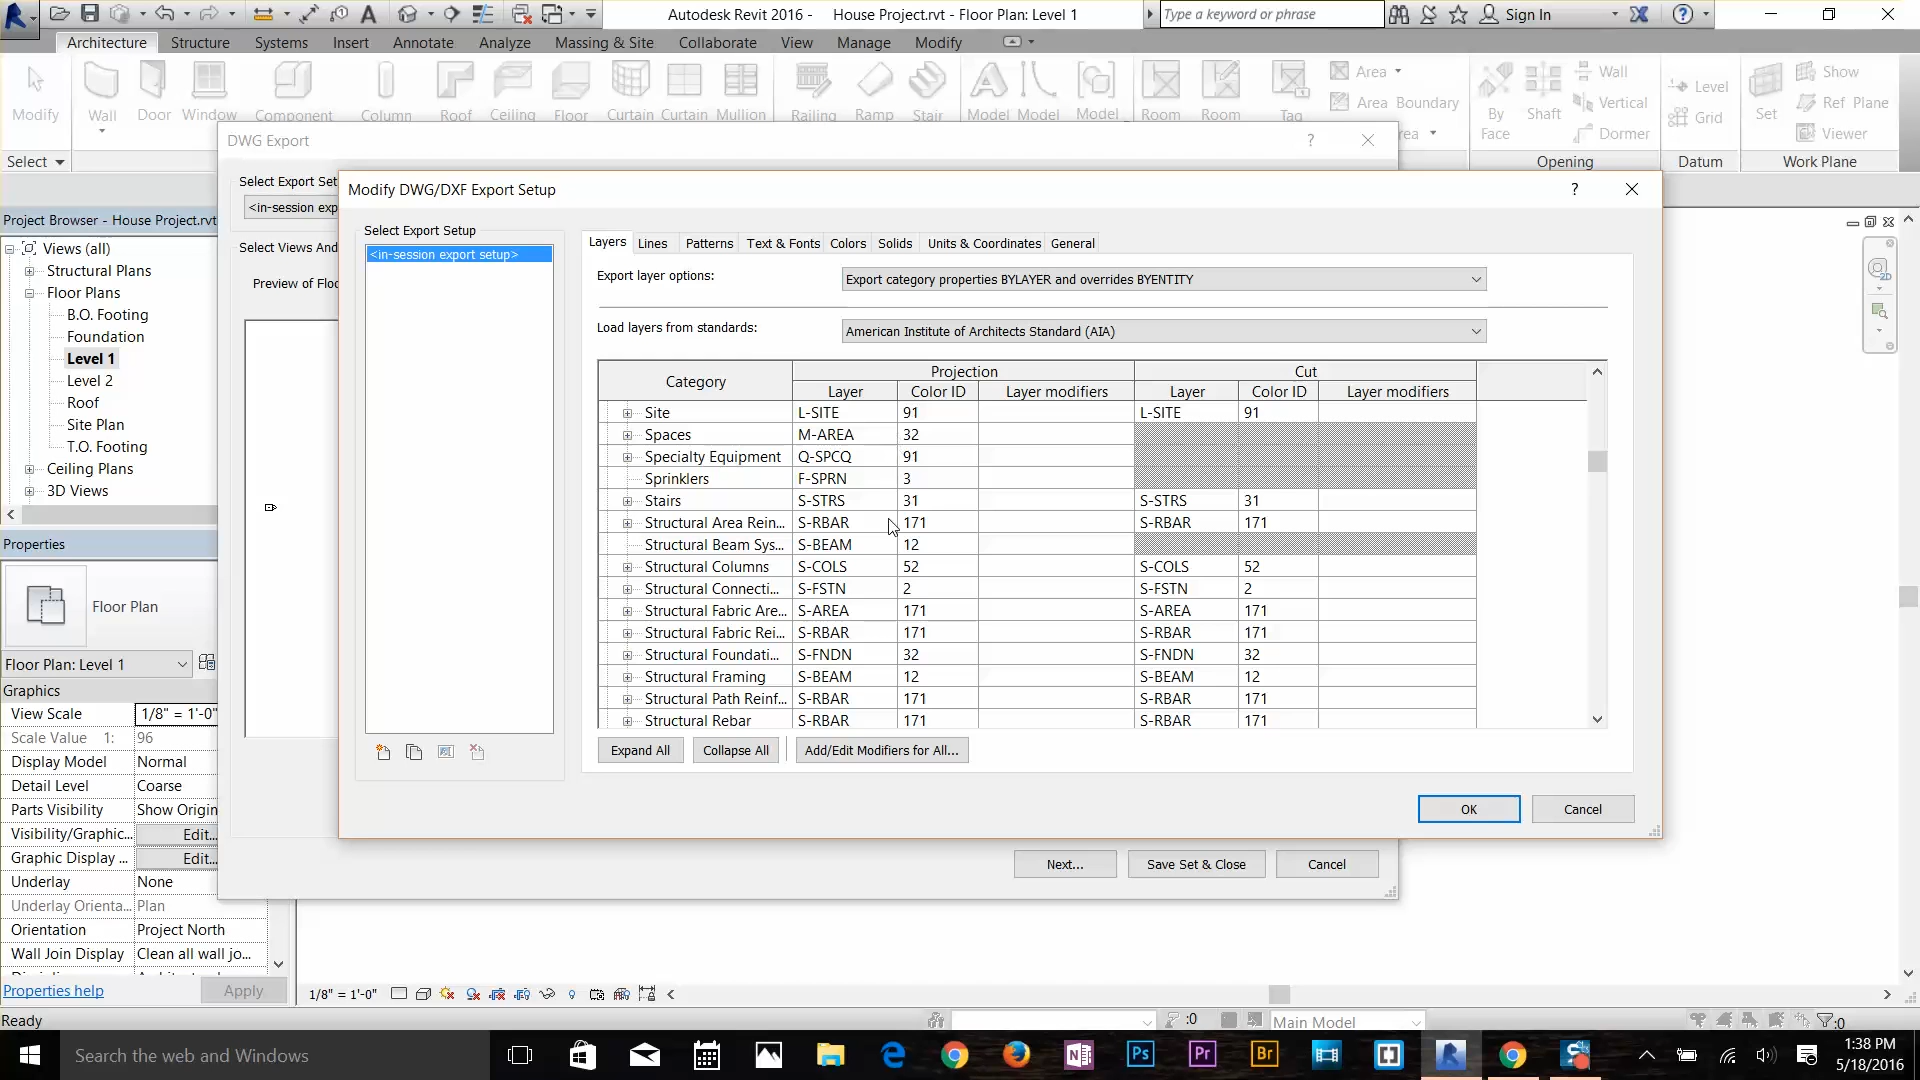 Autodesk Revit 2016 - House Project.rvt - Floor Plan: Level 1
Type a keyword or phrase
Sign In
Architecture Structure Systems Insert Annotate Analyze Massing & Site Collaborate View Manage Modify
Modify Wall Door Window Component Column Roof Ceiling Floor Curtain Curtain Mullion Railing Ramp Stair Model Model Model Room Room Tag
Area
Area Boundary
By Face
Shaft
Wall
Vertical
Dormer
Level
Grid
Set
Show
Ref Plane
Viewer
Select
Opening Datum Work Plane
DWG Export
?
Select Export Set
<in-session exp
Select Views And
Preview of Floo
Next... Save Set & Close Cancel
Project Browser - House Project.rvt
Views (all)
Structural Plans
Floor Plans
B.O. Footing
Foundation
Level 1
Level 2
Roof
Site Plan
T.O. Footing
Ceiling Plans
3D Views
Properties
Floor Plan
Floor Plan: Level 1
Graphics
View Scale 1/8" = 1'-0"
Scale Value 1: 96
Display Model Normal
Detail Level Coarse
Parts Visibility Show Origin
Visibility/Graphic... Edit...
Graphic Display ... Edit...
Underlay None
Underlay Orienta... Plan
Orientation Project North
Wall Join Display Clean all wall jo...
Properties help Apply
Modify DWG/DXF Export Setup
?
Select Export Setup
<in-session export setup>
Layers Lines Patterns Text & Fonts Colors Solids Units & Coordinates General
Export layer options: Export category properties BYLAYER and overrides BYENTITY
Load layers from standards: American Institute of Architects Standard (AIA)
Category Projection Cut
Layer Color ID Layer modifiers Layer Color ID Layer modifiers
Site L-SITE 91 L-SITE 91
Spaces M-AREA 32
Specialty Equipment Q-SPCQ 91
Sprinklers F-SPRN 3
Stairs S-STRS 31 S-STRS 31
Structural Area Rein... S-RBAR 171 S-RBAR 171
Structural Beam Sys... S-BEAM 12
Structural Columns S-COLS 52 S-COLS 52
Structural Connecti... S-FSTN 2 S-FSTN 2
Structural Fabric Are... S-AREA 171 S-AREA 171
Structural Fabric Rei... S-RBAR 171 S-RBAR 171
Structural Foundati... S-FNDN 32 S-FNDN 32
Structural Framing S-BEAM 12 S-BEAM 12
Structural Path Reinf... S-RBAR 171 S-RBAR 171
Structural Rebar S-RBAR 171 S-RBAR 171
Expand All Collapse All Add/Edit Modifiers for All...
OK Cancel
1/8" = 1'-0"
Ready
:0
Main Model
:0
Search the web and Windows
Ps
Pr
Br
1:38 PM
5/18/2016